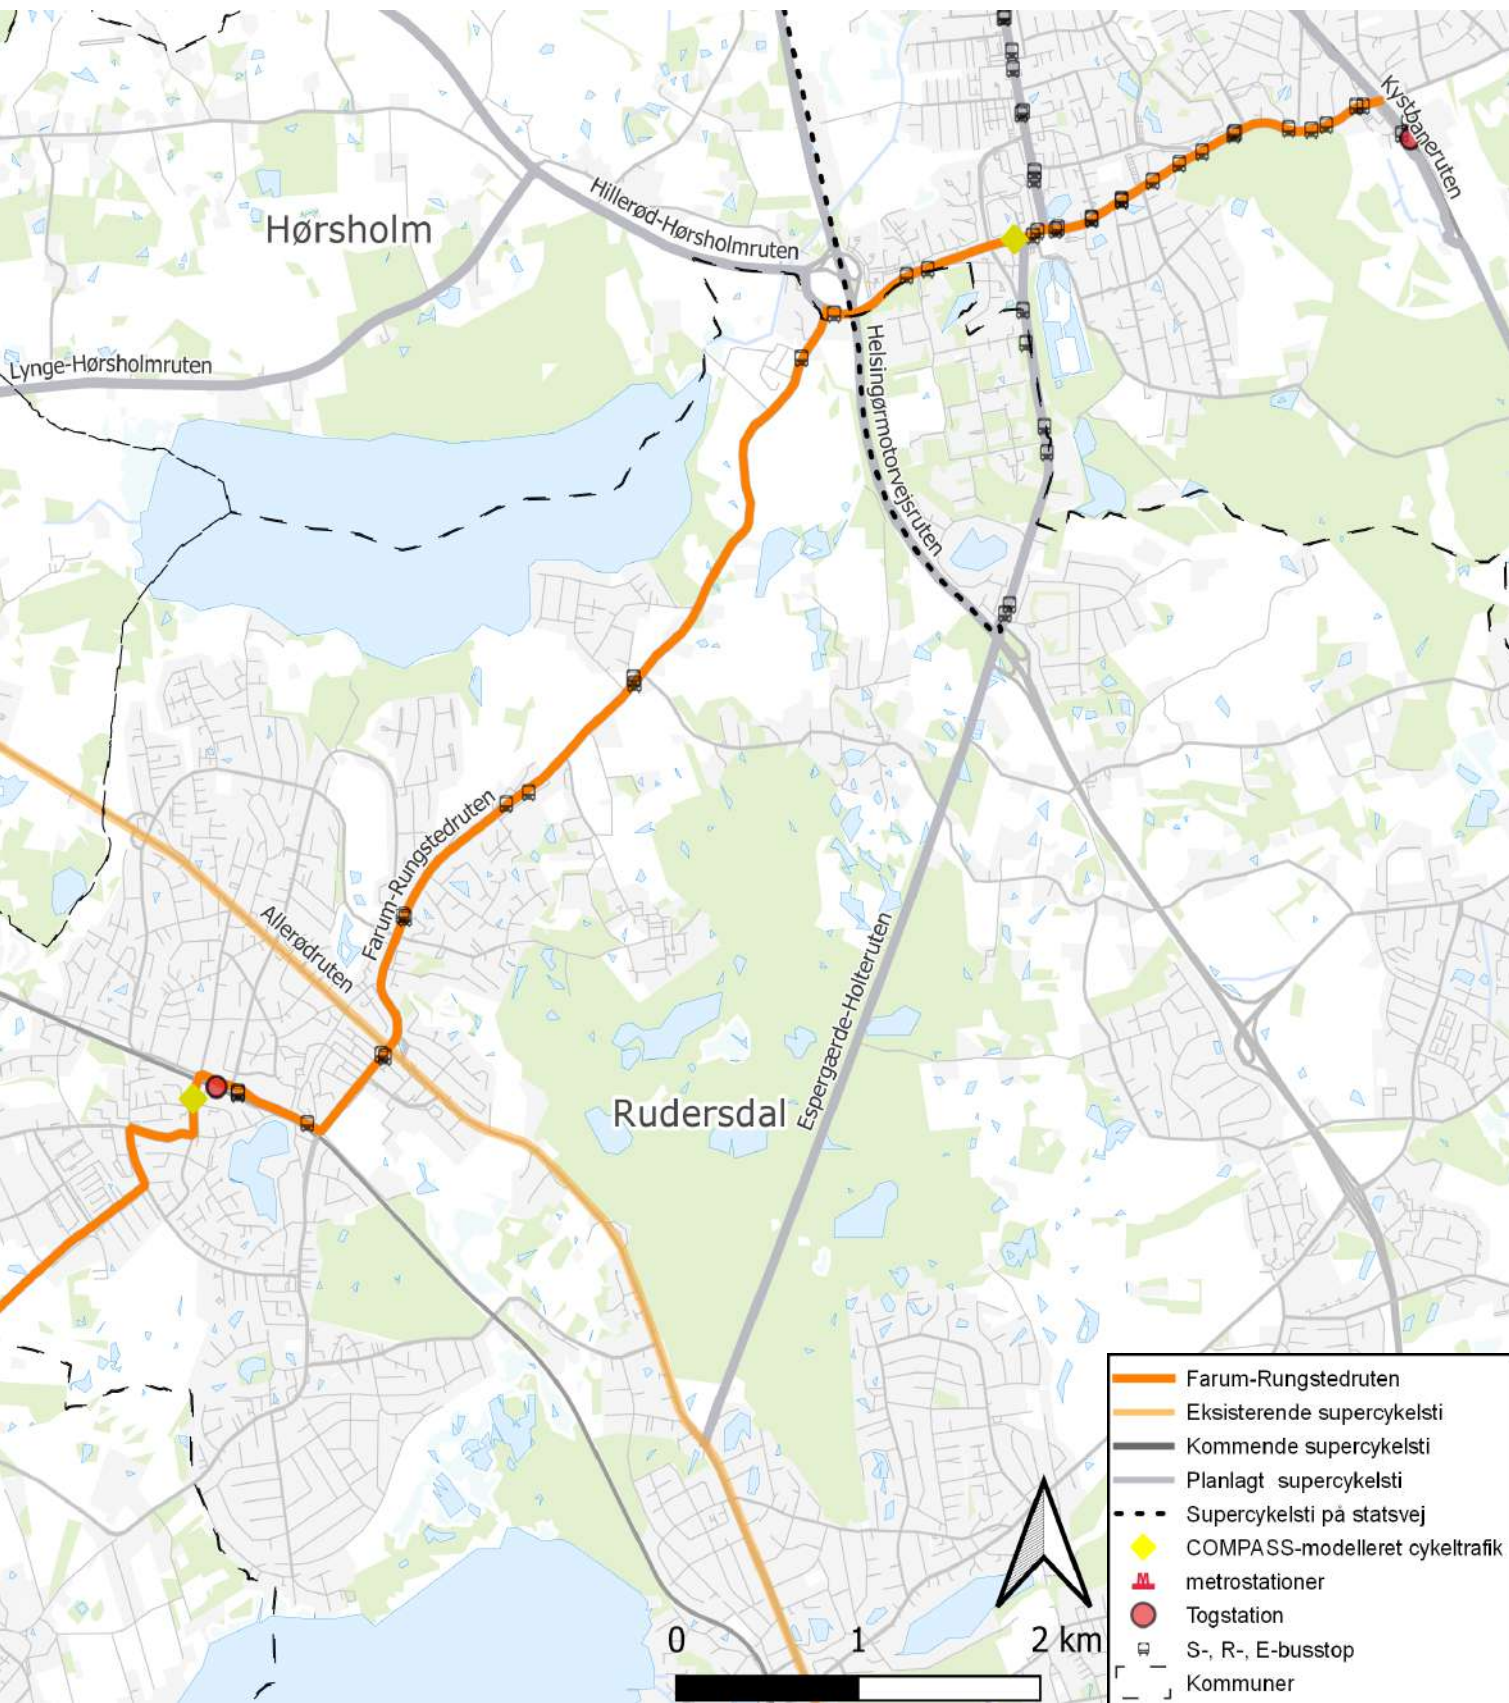 Kystbaneruten
Hillerød-Hørsholmruten
Hørsholm
Lynge-Hørsholmruten
Helsingørmotorvejsruten
Farum-Rungstedruten
Allerødruten
Espergærde-Holteruten
Rudersdal
0 1 2 km
Farum-Rungstedruten
Eksisterende supercykelsti
Kommende supercykelsti
Planlagt supercykelsti
Supercykelsti på statsvej
COMPASS-modelleret cykeltrafik
M metrostationer
Togstation
S-, R-, E-busstop
Kommuner